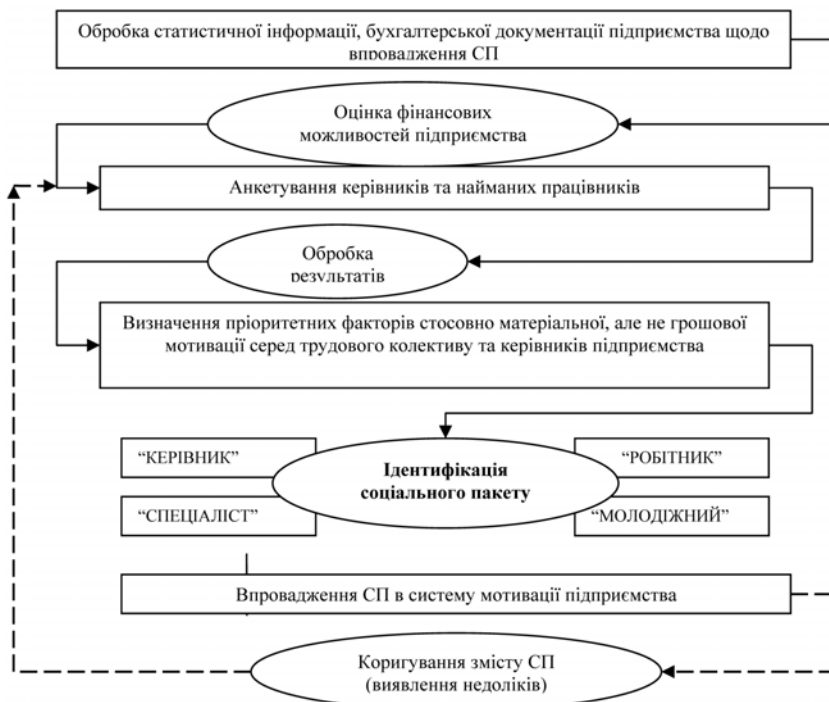 Обробка статистичної інформації, бухгалтерської документації підприємства щодо
впровадження СП
Оцінка фінансових
можливостей підприємства
Анкетування керівників та найманих працівників
Обробка
результатів
Визначення пріоритетних факторів стосовно матеріальної, але не грошової
мотивації серед трудового колективу та керівників підприємства
“КЕРІВНИК”
Ідентифікація
соціального пакету
“РОБІТНИК”
“СПЕЦІАЛІСТ”
“МОЛОДІЖНИЙ”
Впровадження СП в систему мотивації підприємства
Коригування змісту СП
(виявлення недоліків)